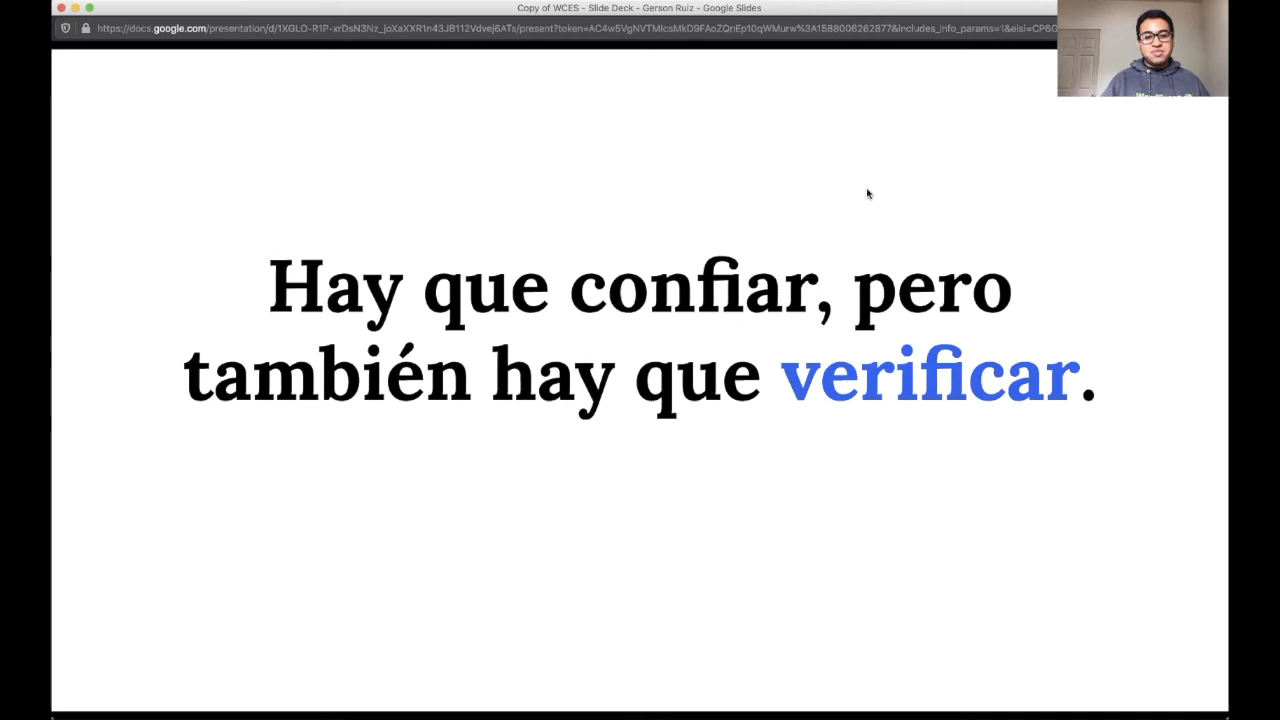 Copy of WCES - Slide Deck - Gerson Ruiz - Google Slides
Hay que confiar, pero
también hay que verificar.